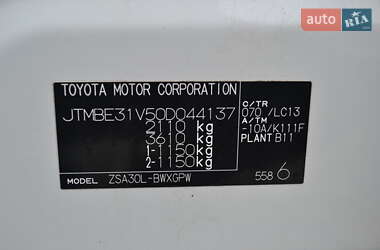 auto RIA
TOYOTA MOTOR CORPORATION
JTMBE31V50D044137
2110 kg
3610 kg
1-1150 kg
2-1150 kg
C/TR
070 /LC13
A/TM
-10A/K111F
PLANT B11
MODEL ZSA30L-BWXGPW
558 6